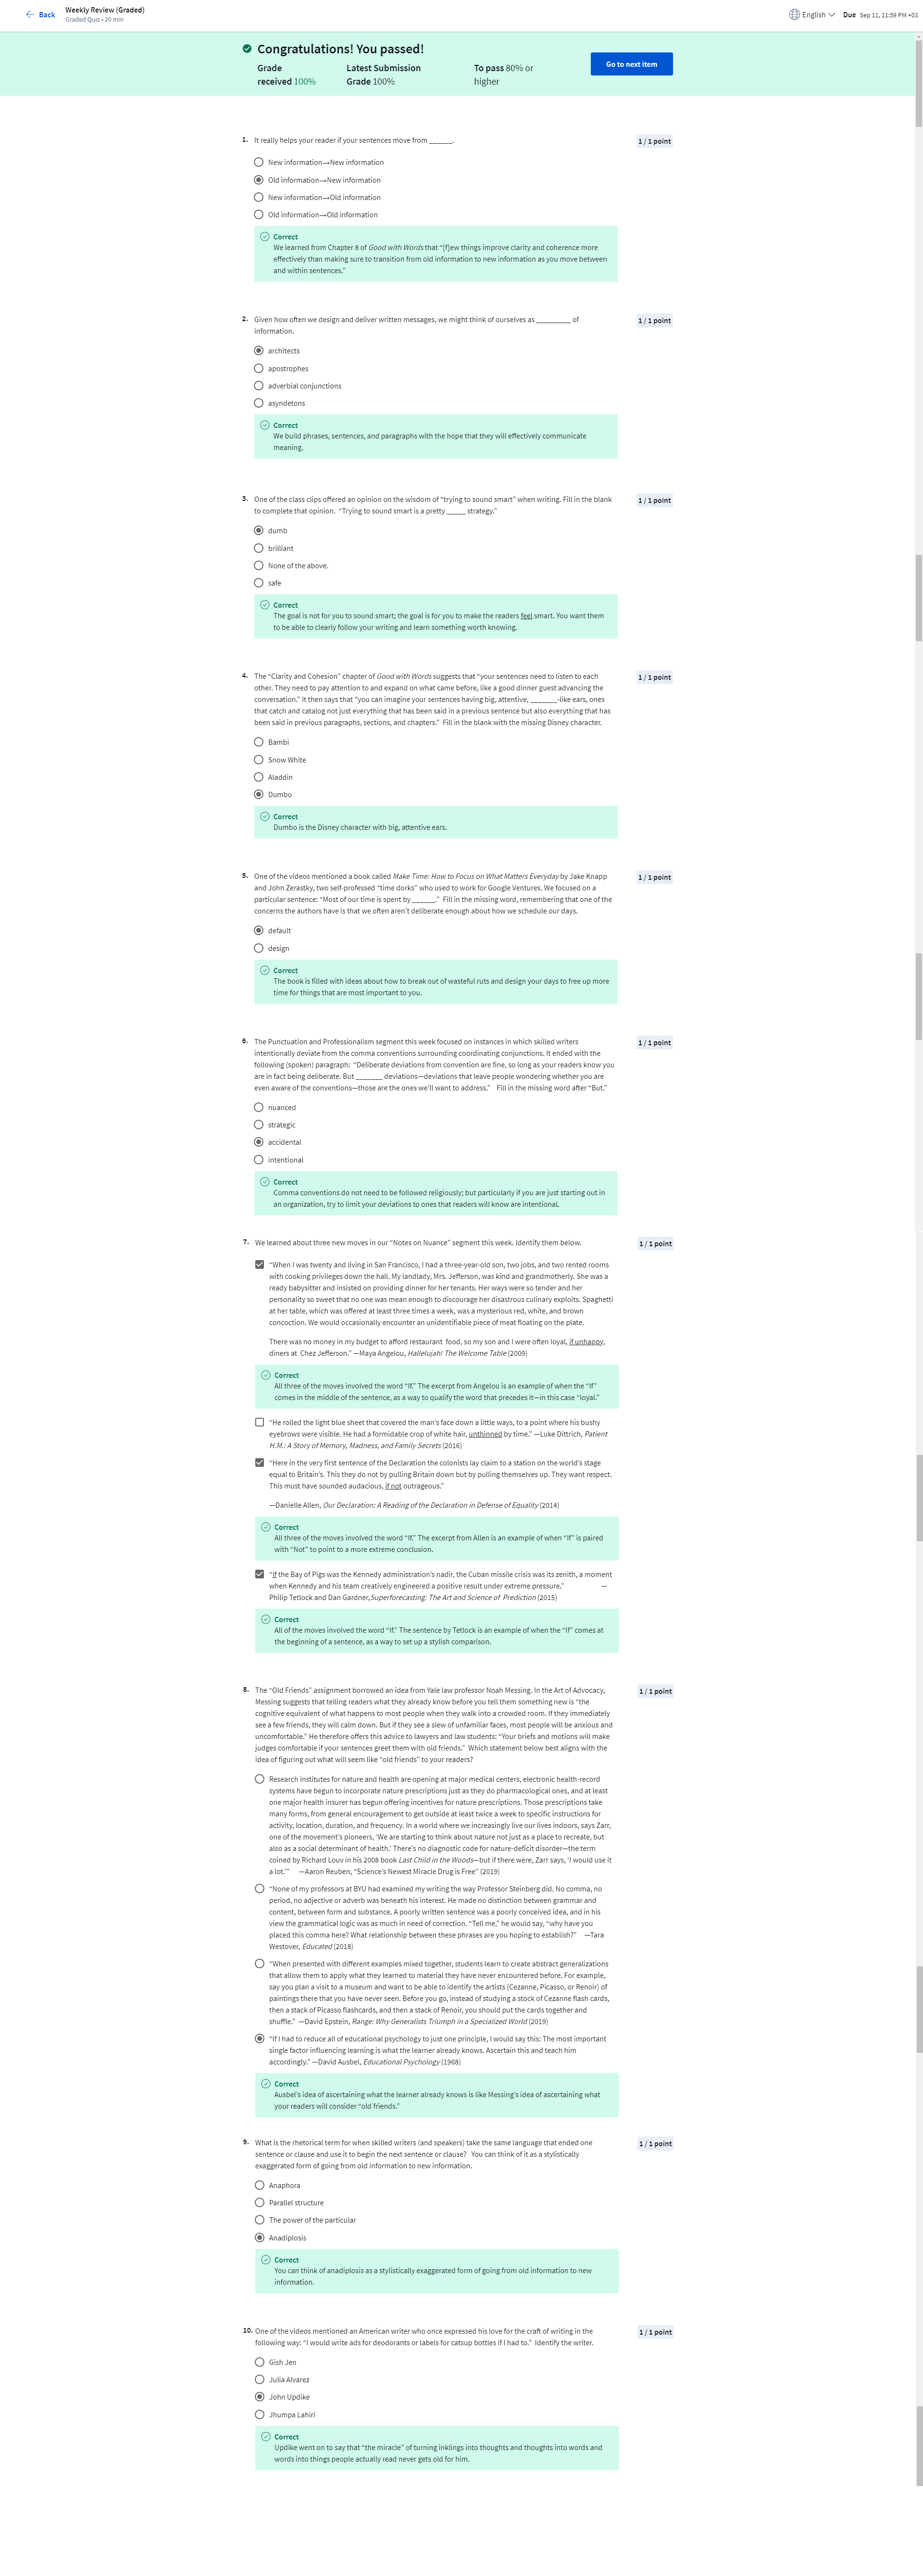 Back
Weekly Review (Graded)
Graded Quiz • 20 min
English
Due Sep 11, 11:59 PM +03
Congratulations! You passed!
Grade received 100%
Latest Submission Grade 100%
To pass 80% or higher
Go to next item
1. It really helps your reader if your sentences move from ______.
1 / 1 point
New information→New information
Old information→New information
New information→Old information
Old information→Old information
Correct
We learned from Chapter 8 of Good with Words that “[f]ew things improve clarity and coherence more
effectively than making sure to transition from old information to new information as you move between
and within sentences.”
2. Given how often we design and deliver written messages, we might think of ourselves as _________ of
information.
1 / 1 point
architects
apostrophes
adverbial conjunctions
asyndetons
Correct
We build phrases, sentences, and paragraphs with the hope that they will effectively communicate
meaning.
3. One of the class clips offered an opinion on the wisdom of “trying to sound smart” when writing. Fill in the blank
to complete that opinion. “Trying to sound smart is a pretty _____ strategy.”
1 / 1 point
dumb
brilliant
None of the above.
safe
Correct
The goal is not for you to sound smart; the goal is for you to make the readers feel smart. You want them
to be able to clearly follow your writing and learn something worth knowing.
4. The “Clarity and Cohesion” chapter of Good with Words suggests that “your sentences need to listen to each
other. They need to pay attention to and expand on what came before, like a good dinner guest advancing the
conversation.” It then says that “you can imagine your sentences having big, attentive, _______-like ears, ones
that catch and catalog not just everything that has been said in a previous sentence but also everything that has
been said in previous paragraphs, sections, and chapters.” Fill in the blank with the missing Disney character.
1 / 1 point
Bambi
Snow White
Aladdin
Dumbo
Correct
Dumbo is the Disney character with big, attentive ears.
5. One of the videos mentioned a book called Make Time: How to Focus on What Matters Everyday by Jake Knapp
and John Zerastky, two self-professed “time dorks” who used to work for Google Ventures. We focused on a
particular sentence: “Most of our time is spent by ______.” Fill in the missing word, remembering that one of the
concerns the authors have is that we often aren’t deliberate enough about how we schedule our days.
1 / 1 point
default
design
Correct
The book is filled with ideas about how to break out of wasteful ruts and design your days to free up more
time for things that are most important to you.
6. The Punctuation and Professionalism segment this week focused on instances in which skilled writers
intentionally deviate from the comma conventions surrounding coordinating conjunctions. It ended with the
following (spoken) paragraph: “Deliberate deviations from convention are fine, so long as your readers know you
are in fact being deliberate. But _______ deviations—deviations that leave people wondering whether you are
even aware of the conventions—those are the ones we’ll want to address.” Fill in the missing word after “But.”
1 / 1 point
nuanced
strategic
accidental
intentional
Correct
Comma conventions do not need to be followed religiously; but particularly if you are just starting out in
an organization, try to limit your deviations to ones that readers will know are intentional.
7. We learned about three new moves in our “Notes on Nuance” segment this week. Identify them below.
1 / 1 point
“When I was twenty and living in San Francisco, I had a three-year-old son, two jobs, and two rented rooms
with cooking privileges down the hall. My landlady, Mrs. Jefferson, was kind and grandmotherly. She was a
ready babysitter and insisted on providing dinner for her tenants. Her ways were so tender and her
personality so sweet that no one was mean enough to discourage her disastrous culinary exploits. Spaghetti
at her table, which was offered at least three times a week, was a mysterious red, white, and brown
concoction. We would occasionally encounter an unidentifiable piece of meat floating on the plate.
There was no money in my budget to afford restaurant food, so my son and I were often loyal, if unhappy,
diners at Chez Jefferson.” —Maya Angelou, Hallelujah! The Welcome Table (2009)
Correct
All three of the moves involved the word “If.” The excerpt from Angelou is an example of when the “If”
comes in the middle of the sentence, as a way to qualify the word that precedes it—in this case “loyal.”
“He rolled the light blue sheet that covered the man’s face down a little ways, to a point where his bushy
eyebrows were visible. He had a formidable crop of white hair, unthinned by time.” —Luke Dittrich, Patient
H.M.: A Story of Memory, Madness, and Family Secrets (2016)
“Here in the very first sentence of the Declaration the colonists lay claim to a station on the world’s stage
equal to Britain’s. This they do not by pulling Britain down but by pulling themselves up. They want respect.
This must have sounded audacious, if not outrageous.”
—Danielle Allen, Our Declaration: A Reading of the Declaration in Defense of Equality (2014)
Correct
All three of the moves involved the word “If.” The excerpt from Allen is an example of when “If” is paired
with “Not” to point to a more extreme conclusion.
“If the Bay of Pigs was the Kennedy administration’s nadir, the Cuban missile crisis was its zenith, a moment
when Kennedy and his team creatively engineered a positive result under extreme pressure.” —
Philip Tetlock and Dan Gardner,Superforecasting: The Art and Science of Prediction (2015)
Correct
All of the moves involved the word “If.” The sentence by Tetlock is an example of when the “If” comes at
the beginning of a sentence, as a way to set up a stylish comparison.
8. The “Old Friends” assignment borrowed an idea from Yale law professor Noah Messing. In the Art of Advocacy,
Messing suggests that telling readers what they already know before you tell them something new is “the
cognitive equivalent of what happens to most people when they walk into a crowded room. If they immediately
see a few friends, they will calm down. But if they see a slew of unfamiliar faces, most people will be anxious and
uncomfortable.” He therefore offers this advice to lawyers and law students: “Your briefs and motions will make
judges comfortable if your sentences greet them with old friends.” Which statement below best aligns with the
idea of figuring out what will seem like “old friends” to your readers?
1 / 1 point
Research institutes for nature and health are opening at major medical centers, electronic health-record
systems have begun to incorporate nature prescriptions just as they do pharmacological ones, and at least
one major health insurer has begun offering incentives for nature prescriptions. Those prescriptions take
many forms, from general encouragement to get outside at least twice a week to specific instructions for
activity, location, duration, and frequency. In a world where we increasingly live our lives indoors, says Zarr,
one of the movement’s pioneers, ‘We are starting to think about nature not just as a place to recreate, but
also as a social determinant of health.’ There’s no diagnostic code for nature-deficit disorder—the term
coined by Richard Louv in his 2008 book Last Child in the Woods—but if there were, Zarr says, ‘I would use it
a lot.’” —Aaron Reuben, “Science’s Newest Miracle Drug is Free” (2019)
“None of my professors at BYU had examined my writing the way Professor Steinberg did. No comma, no
period, no adjective or adverb was beneath his interest. He made no distinction between grammar and
content, between form and substance. A poorly written sentence was a poorly conceived idea, and in his
view the grammatical logic was as much in need of correction. “Tell me,” he would say, “why have you
placed this comma here? What relationship between these phrases are you hoping to establish?” —Tara
Westover, Educated (2018)
“When presented with different examples mixed together, students learn to create abstract generalizations
that allow them to apply what they learned to material they have never encountered before. For example,
say you plan a visit to a museum and want to be able to identify the artists (Cezanne, Picasso, or Renoir) of
paintings there that you have never seen. Before you go, instead of studying a stock of Cezanne flash cards,
then a stack of Picasso flashcards, and then a stack of Renoir, you should put the cards together and
shuffle.” —David Epstein, Range: Why Generalists Triumph in a Specialized World (2019)
“If I had to reduce all of educational psychology to just one principle, I would say this: The most important
single factor influencing learning is what the learner already knows. Ascertain this and teach him
accordingly.” —David Ausbel, Educational Psychology (1968)
Correct
Ausbel’s idea of ascertaining what the learner already knows is like Messing’s idea of ascertaining what
your readers will consider “old friends.”
9. What is the rhetorical term for when skilled writers (and speakers) take the same language that ended one
sentence or clause and use it to begin the next sentence or clause? You can think of it as a stylistically
exaggerated form of going from old information to new information.
1 / 1 point
Anaphora
Parallel structure
The power of the particular
Anadiplosis
Correct
You can think of anadiplosis as a stylistically exaggerated form of going from old information to new
information.
10. One of the videos mentioned an American writer who once expressed his love for the craft of writing in the
following way: “I would write ads for deodorants or labels for catsup bottles if I had to.” Identify the writer.
1 / 1 point
Gish Jen
Julia Alvarez
John Updike
Jhumpa Lahiri
Correct
Updike went on to say that “the miracle” of turning inklings into thoughts and thoughts into words and
words into things people actually read never gets old for him.